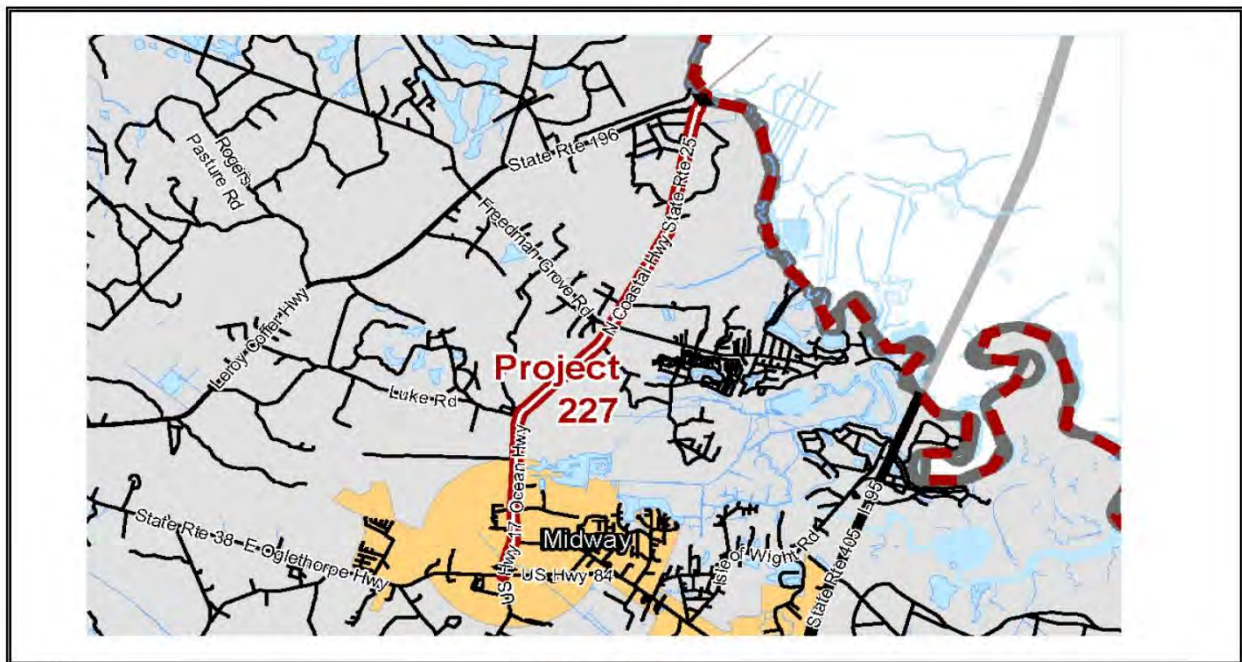 State Rte 196
Rogers
Pasture Rd
N Coastal Hwy State Rte 25
Freedman Grove Rd
Leroy Coffer Hwy
Project
227
Luke Rd
US Hwy 17 Ocean Hwy
State Rte 38 E Oglethorpe Hwy
Midway
US Hwy 84
Isle of Wight Rd
State Rte 405 I- 95